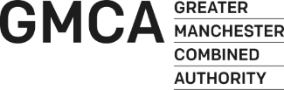 GMCA
GREATER
MANCHESTER
COMBINED
AUTHORITY